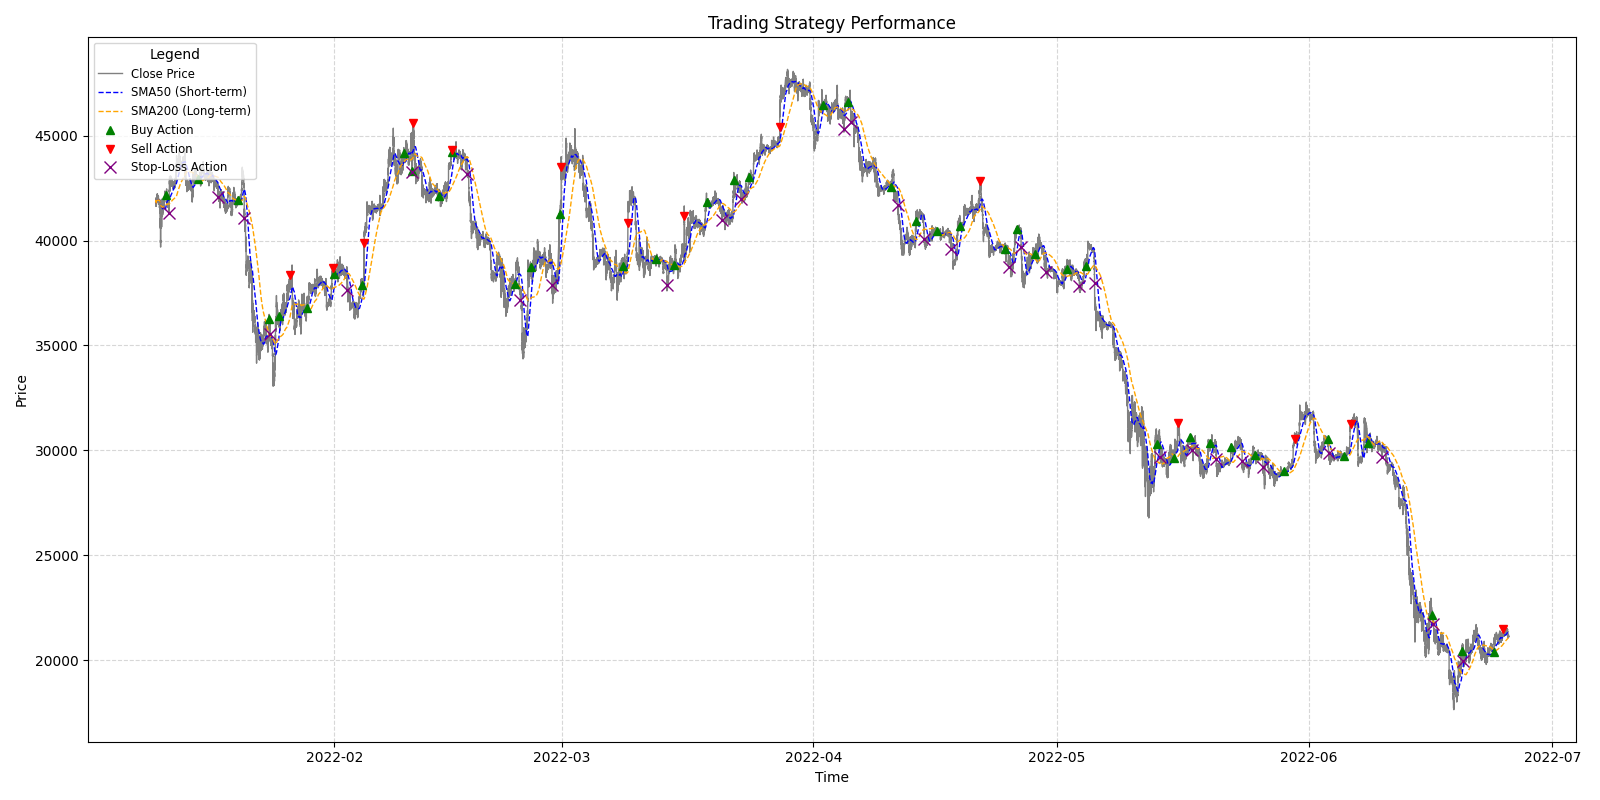 Trading Strategy Performance
Legend
Close Price
SMA50 (Short-term)
SMA200 (Long-term)
Buy Action
Sell Action
Stop-Loss Action
Price
45000
40000
35000
30000
25000
20000
2022-02
2022-03
2022-04
2022-05
2022-06
2022-07
Time